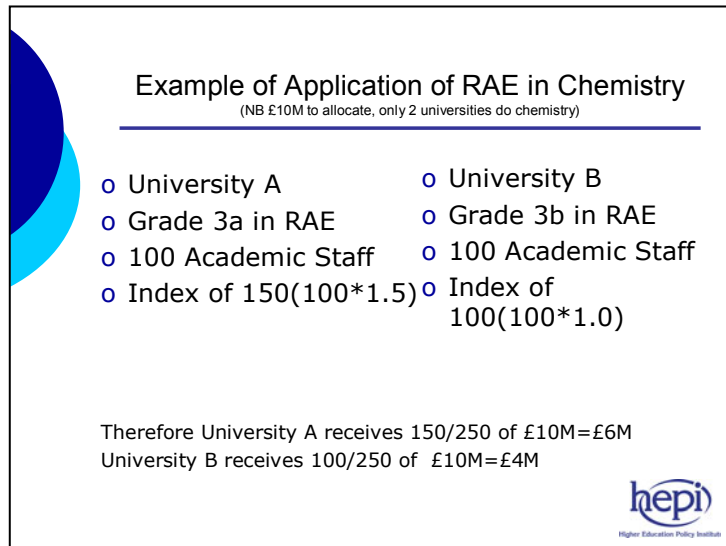 Example of Application of RAE in Chemistry
(NB £10M to allocate, only 2 universities do chemistry)
o University A
o Grade 3a in RAE
o 100 Academic Staff
o Index of 150(100*1.5)
o University B
o Grade 3b in RAE
o 100 Academic Staff
o Index of
100(100*1.0)
Therefore University A receives 150/250 of £10M=£6M
University B receives 100/250 of £10M=£4M
hepi
Higher Education Policy Institute